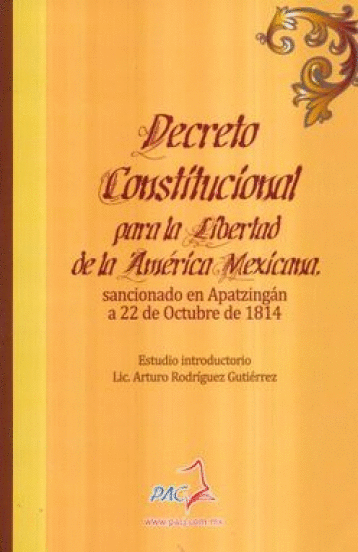 Decreto
Constitucional
para la Libertad
de la América Mexicana.
sancionado en Apatzingán
a 22 de Octubre de 1814
Estudio introductorio
Lic. Arturo Rodríguez Gutiérrez
PAC
www.pacj.com.mx